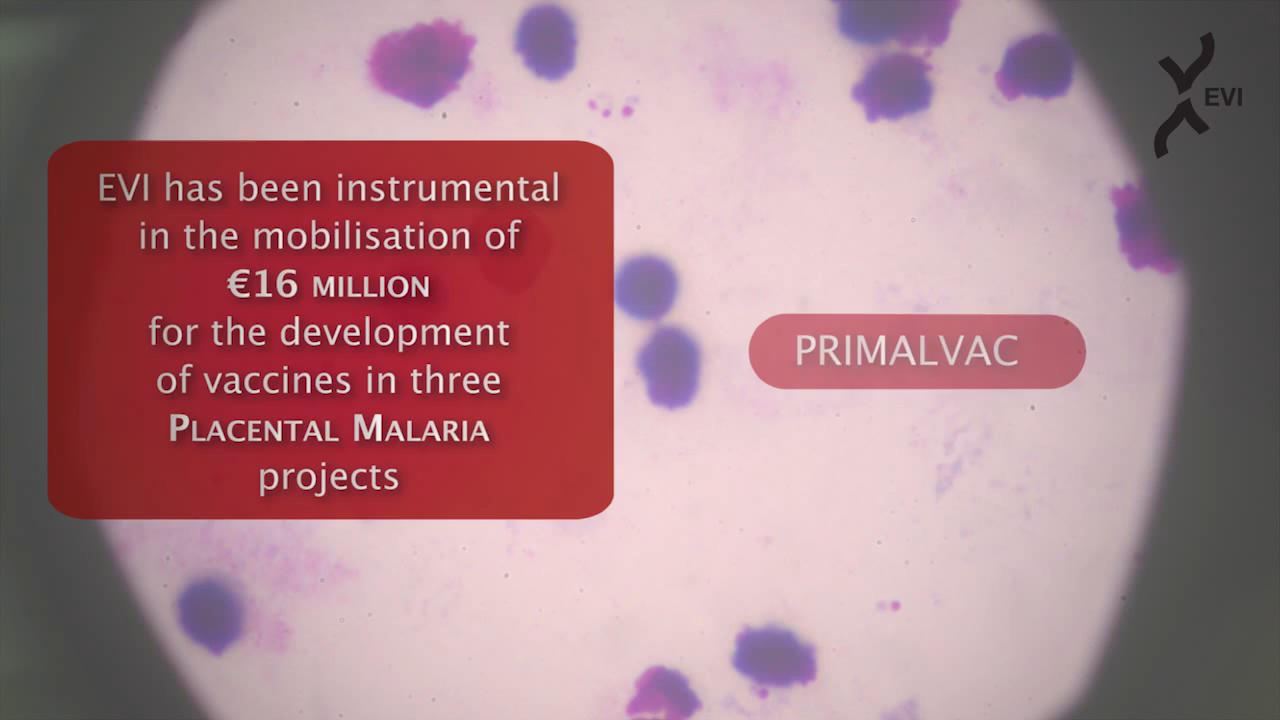 EVI
EVI has been instrumental
in the mobilisation of
€16 MILLION
for the development
of vaccines in three
PLACENTAL MALARIA
projects
PRIMALVAC